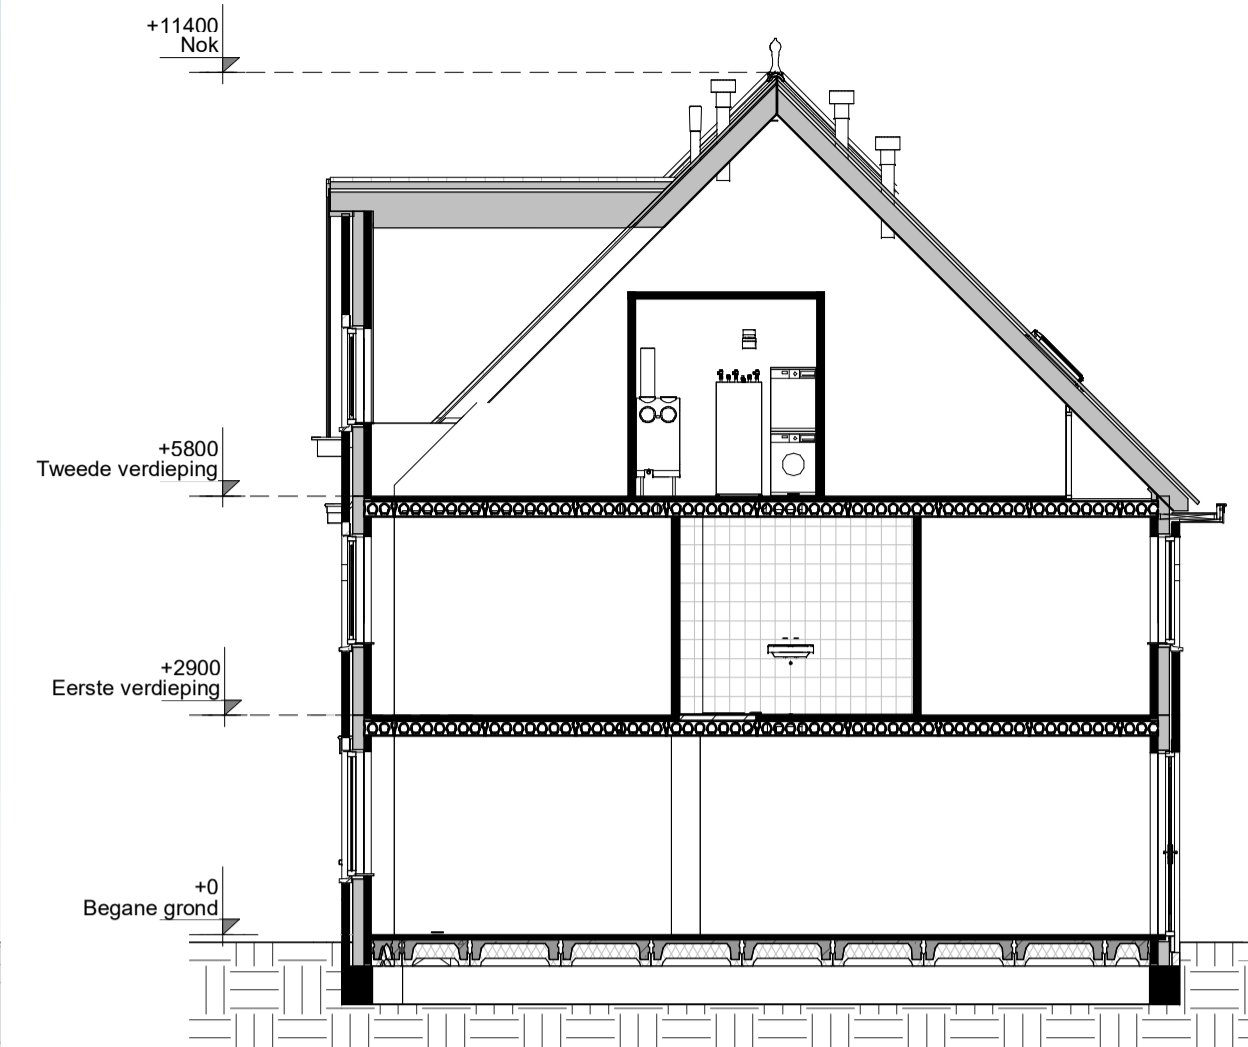 +11400
Nok
+5800
Tweede verdieping
+2900
Eerste verdieping
+0
Begane grond